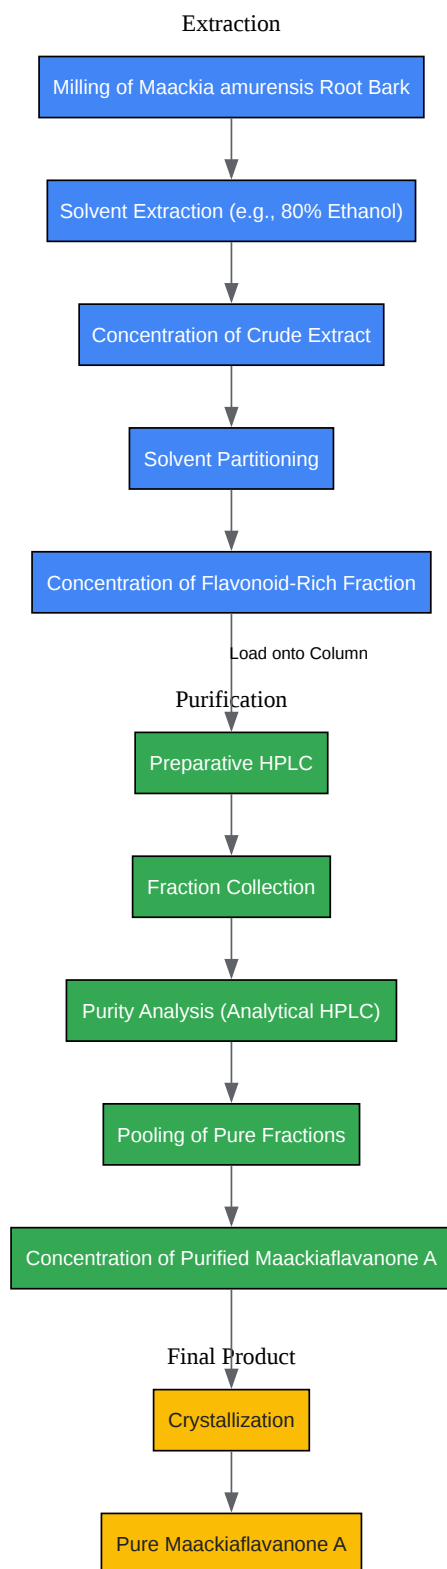 Extraction
Milling of Maackia amurensis Root Bark
Solvent Extraction (e.g., 80% Ethanol)
Concentration of Crude Extract
Solvent Partitioning
Concentration of Flavonoid-Rich Fraction
Load onto Column
Purification
Preparative HPLC
Fraction Collection
Purity Analysis (Analytical HPLC)
Pooling of Pure Fractions
Concentration of Purified Maackiaflavanone A
Final Product
Crystallization
Pure Maackiaflavanone A